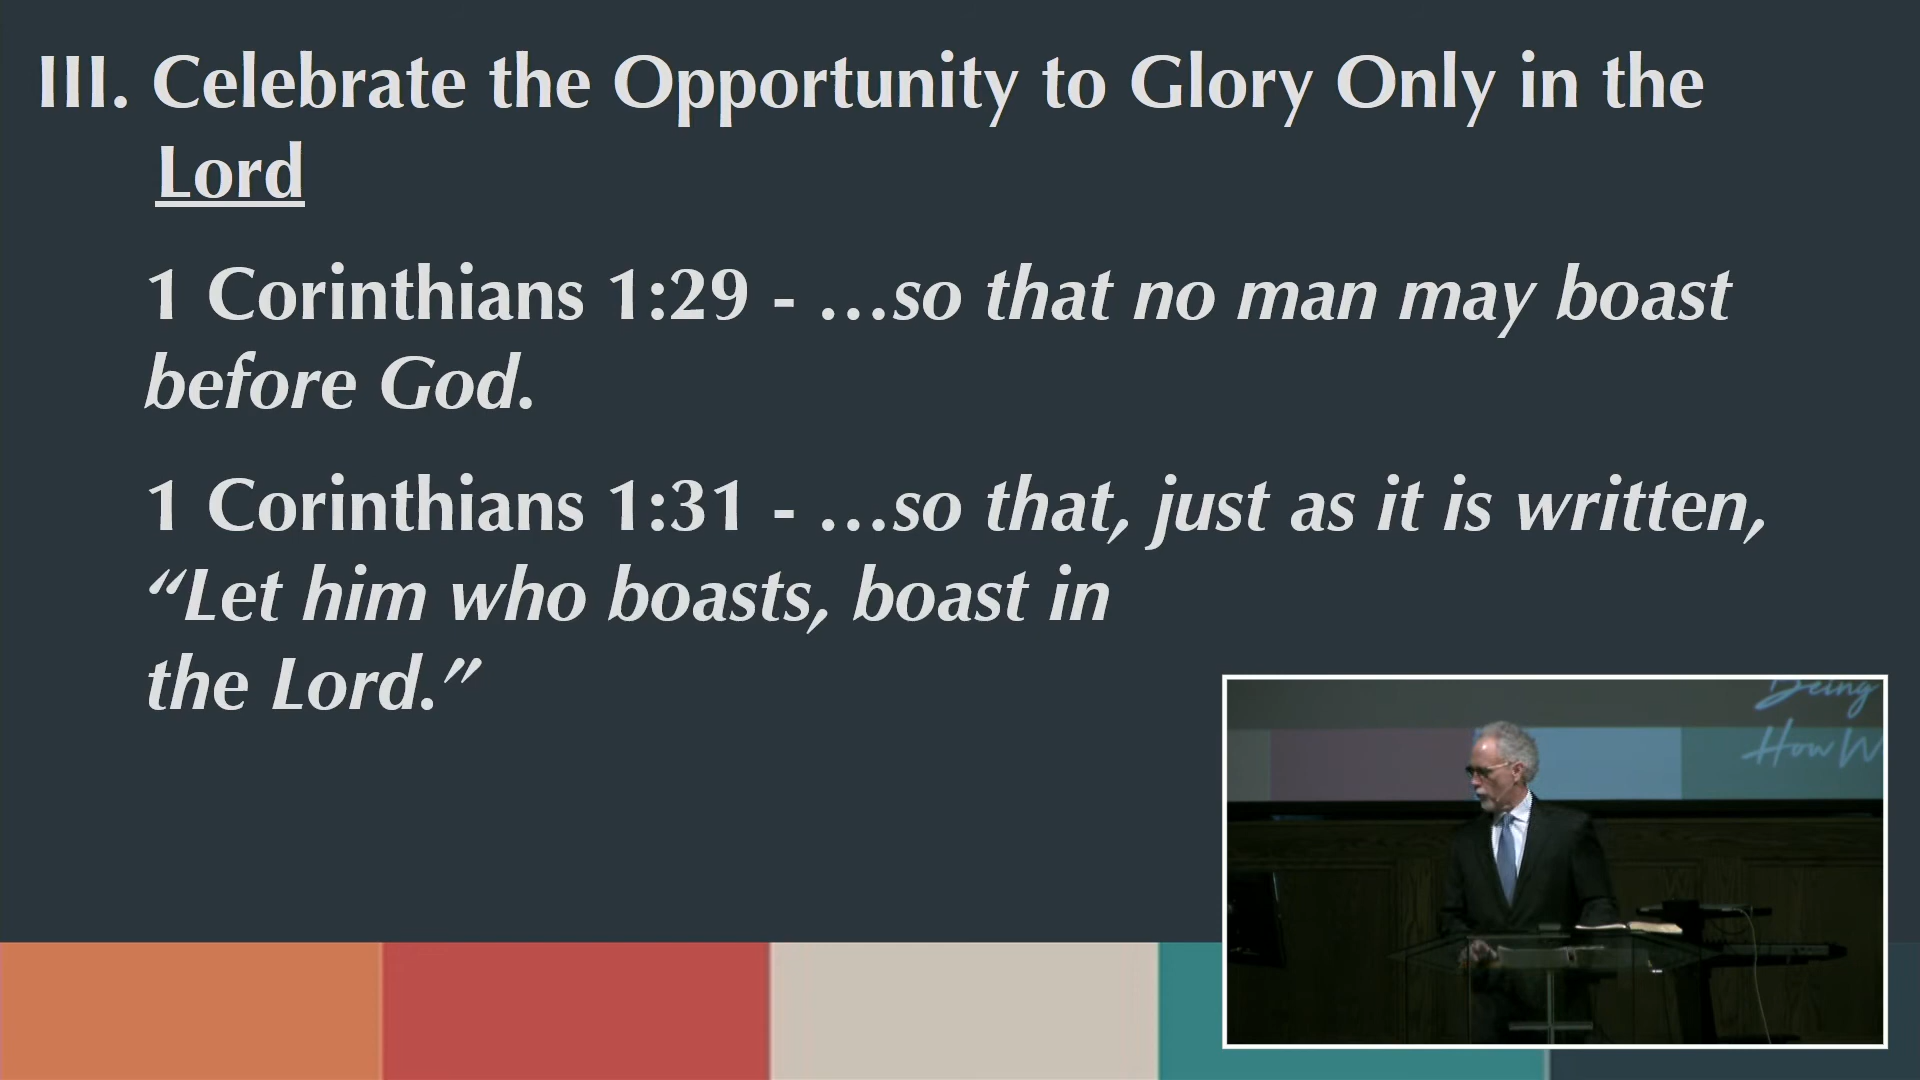 III. Celebrate the Opportunity to Glory Only in the
Lord
1 Corinthians 1:29 - …so that no man may boast
before God.
1 Corinthians 1:31 - …so that, just as it is written,
“Let him who boasts, boast in
the Lord.”
Being
How W